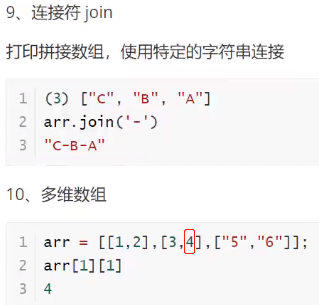 9、连接符 join
打印拼接数组，使用特定的字符串连接
1 (3) ["C", "B", "A"]
2 arr.join('-')
3 "C-B-A"
10、多维数组
1 arr = [[1,2],[3,4],["5","6"]];
2 arr[1][1]
3 4